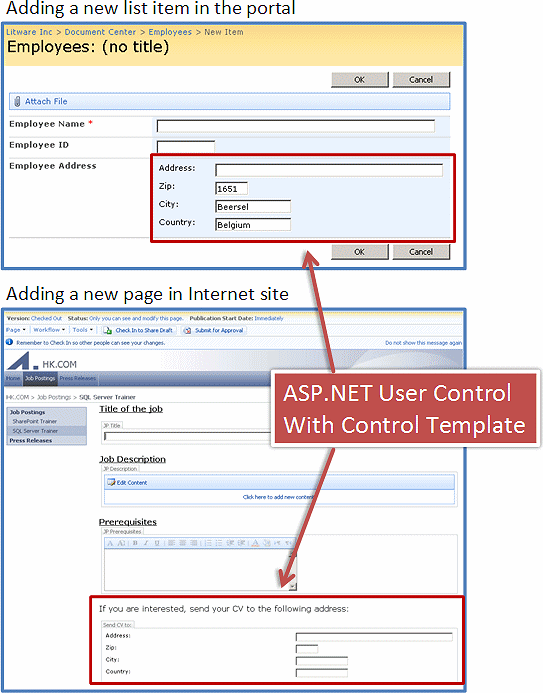 Adding a new list item in the portal
Litware Inc > Document Center > Employees > New Item
Employees: (no title)
OK Cancel
Attach File
Employee Name *
Employee ID
Employee Address
Address:
Zip: 1651
City: Beersel
Country: Belgium
OK Cancel
Adding a new page in Internet site
Version: Checked Out Status: Only you can see and modify this page. Publication Start Date: Immediately
Page Workflow Tools Check In to Share Draft Submit for Approval
Remember to Check In so other people can see your changes. Do not show this message again
HK.COM
Home Job Postings Press Releases
HK.COM > Job Postings > SQL Server Trainer
Job Postings
SharePoint Trainer
SQL Server Trainer
Press Releases
Title of the job
JP Title
ASP.NET User Control
With Control Template
Job Description
JP Description
Edit Content
Click here to add new content
Prerequisites
JP Prerequisites
If you are interested, send your CV to the following address:
Send CV to:
Address:
Zip:
City:
Country: